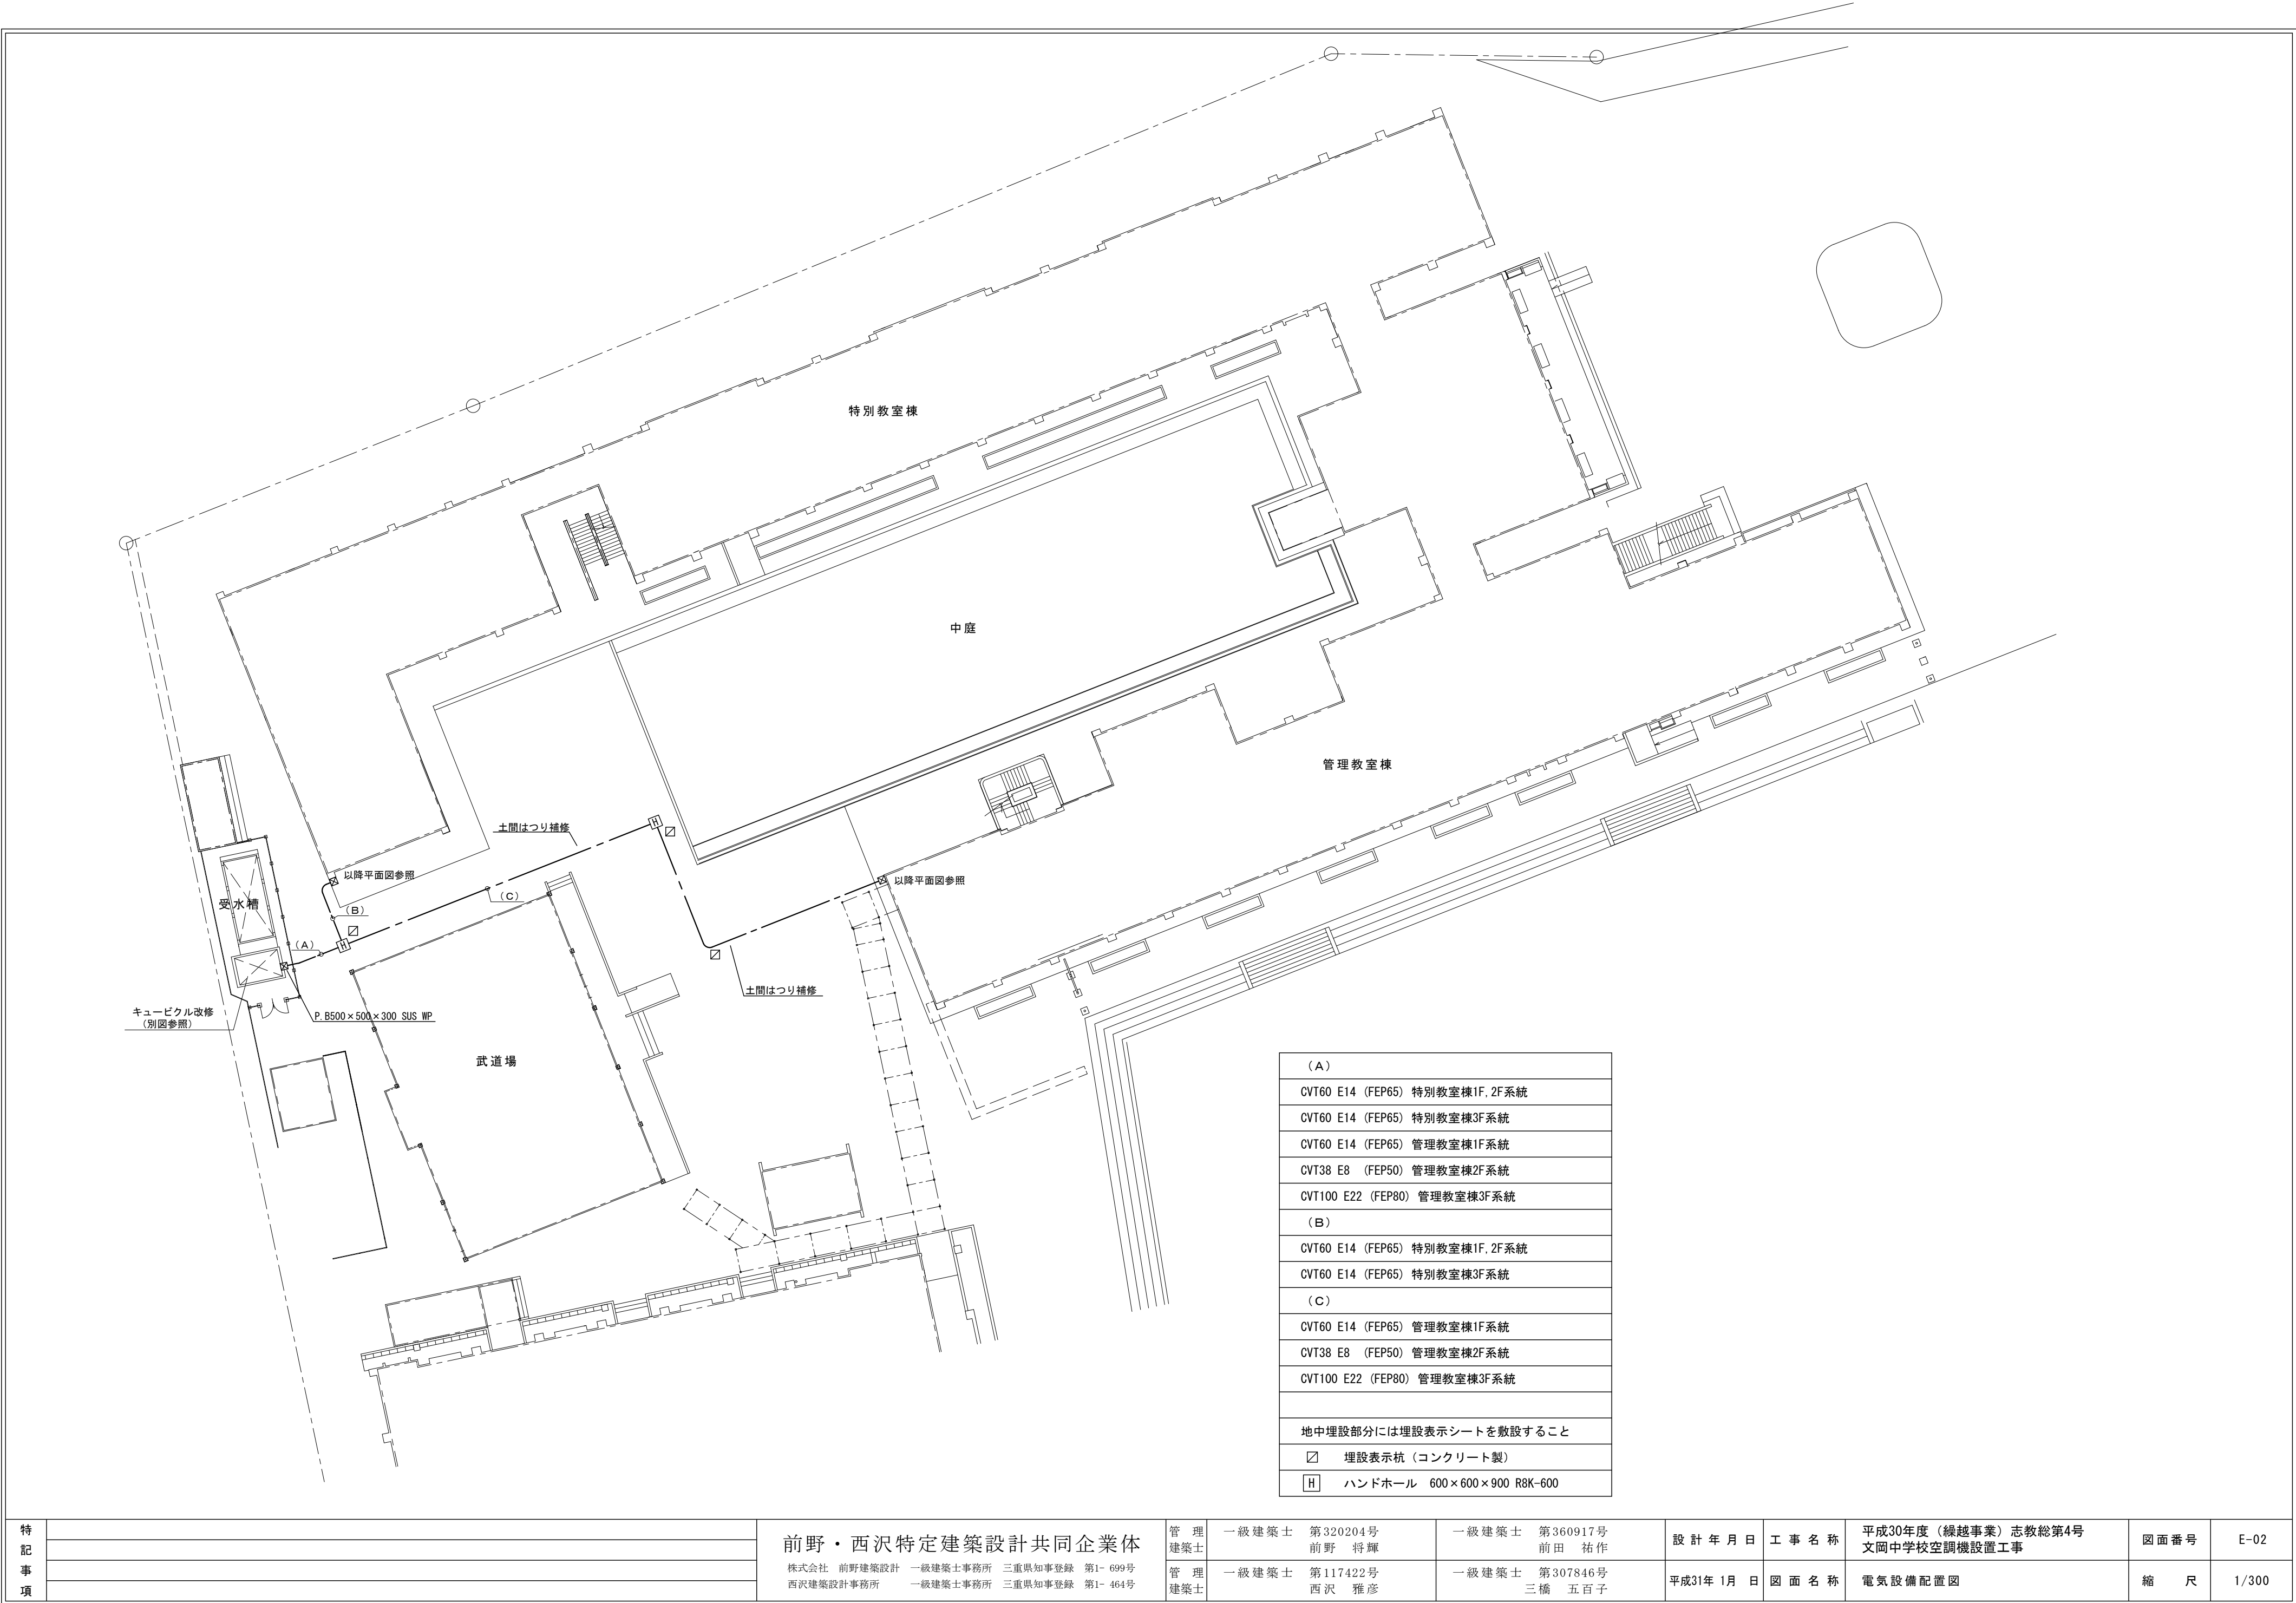 特別教室棟
中庭
管理教室棟
土間はつり補修
以降平面図参照
以降平面図参照
受水槽
（B）
（C）
（A）
H
H
土間はつり補修
キュービクル改修
（別図参照）
P.B500×500×300 SUS WP
武道場
（A）
CVT60 E14 (FEP65) 特別教室棟1F,2F系統
CVT60 E14 (FEP65) 特別教室棟3F系統
CVT60 E14 (FEP65) 管理教室棟1F系統
CVT38 E8 (FEP50) 管理教室棟2F系統
CVT100 E22 (FEP80) 管理教室棟3F系統
（B）
CVT60 E14 (FEP65) 特別教室棟1F,2F系統
CVT60 E14 (FEP65) 特別教室棟3F系統
（C）
CVT60 E14 (FEP65) 管理教室棟1F系統
CVT38 E8 (FEP50) 管理教室棟2F系統
CVT100 E22 (FEP80) 管理教室棟3F系統
地中埋設部分には埋設表示シートを敷設すること
埋設表示杭（コンクリート製）
H ハンドホール 600×600×900 R8K-600
特記事項
前野・西沢特定建築設計共同企業体
株式会社 前野建築設計 一級建築士事務所 三重県知事登録 第1- 699号
西沢建築設計事務所 一級建築士事務所 三重県知事登録 第1- 464号
管理建築士
一級建築士 第320204号
前野 将輝
一級建築士 第360917号
前田 祐作
管理建築士
一級建築士 第117422号
西沢 雅彦
一級建築士 第307846号
三橋 五百子
設計年月日
平成31年 1月 日
工事名称
平成30年度（繰越事業）志教総第4号
文岡中学校空調機設置工事
図面名称
電気設備配置図
図面番号
E-02
縮尺
1/300